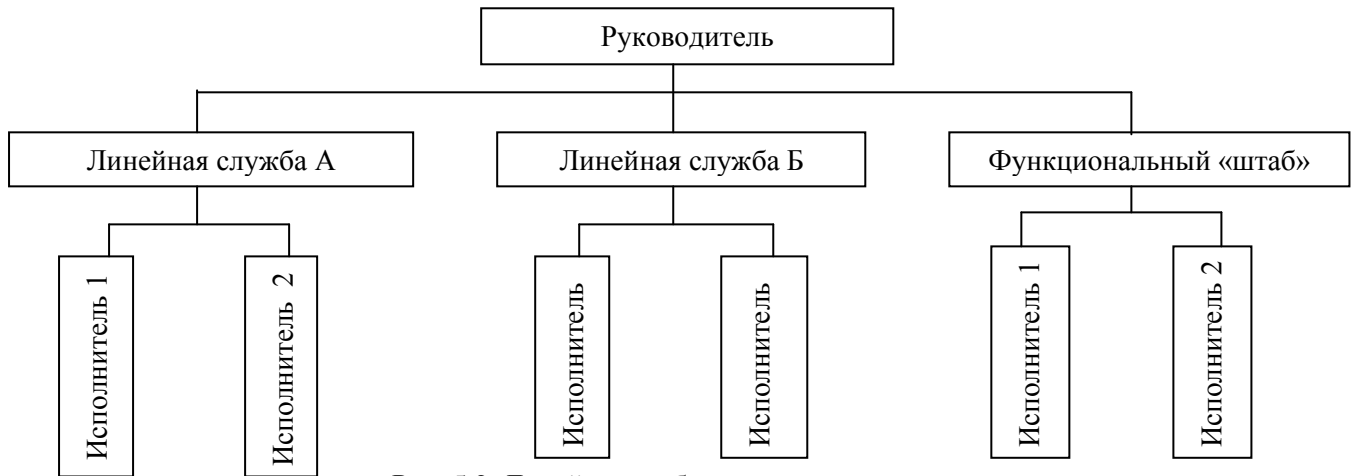 Руководитель
Линейная служба А
Линейная служба Б
Функциональный «штаб»
Исполнитель 1
Исполнитель 2
Исполнитель
Исполнитель
Исполнитель 1
Исполнитель 2